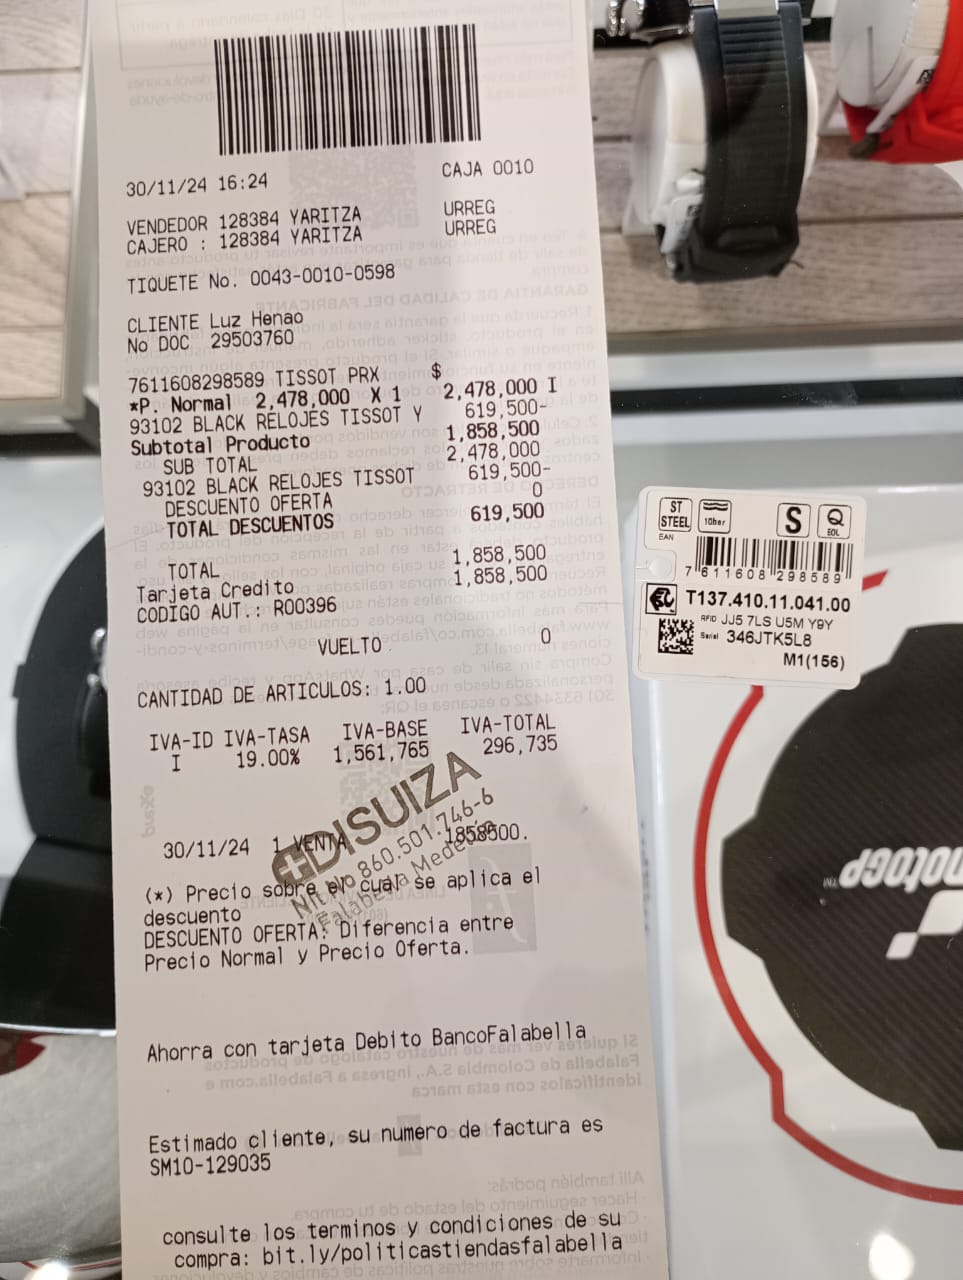 30/11/24 16:24 CAJA 0010
VENDEDOR 128384 YARITZA URREG
CAJERO : 128384 YARITZA URREG
TIQUETE No. 0043-0010-0598
CLIENTE Luz Henao
No DOC 29503760
7611608298589 TISSOT PRX $
*P. Normal 2,478,000 X 1 2,478,000 I
93102 BLACK RELOJES TISSOT Y 619,500-
Subtotal Producto 1,858,500
SUB TOTAL 2,478,000
93102 BLACK RELOJES TISSOT 619,500-
DESCUENTO OFERTA 0
TOTAL DESCUENTOS 619,500
TOTAL 1,858,500
Tarjeta Credito 1,858,500
CODIGO AUT.: R00396
VUELTO 0
CANTIDAD DE ARTICULOS: 1.00
IVA-ID IVA-TASA IVA-BASE IVA-TOTAL
I 19.00% 1,561,765 296,735
30/11/24 1 VENTA 1858500.
DISUIZA
Nit No 860.501.746-6
Falabella Medellín
(*) Precio sobre el cual se aplica el
descuento
DESCUENTO OFERTA: Diferencia entre
Precio Normal y Precio Oferta.
Ahorra con tarjeta Debito BancoFalabella
Estimado cliente, su numero de factura es
SM10-129035
consulte los terminos y condiciones de su
compra: bit.ly/politicastiendasfalabella
ST
STEEL
10bar
S
Q
EOL
EAN
7 611608 298589
T137.410.11.041.00
RFID JJ5 7LS U5M Y9Y
Serial 346JTK5L8
M1(156)
motoGP™